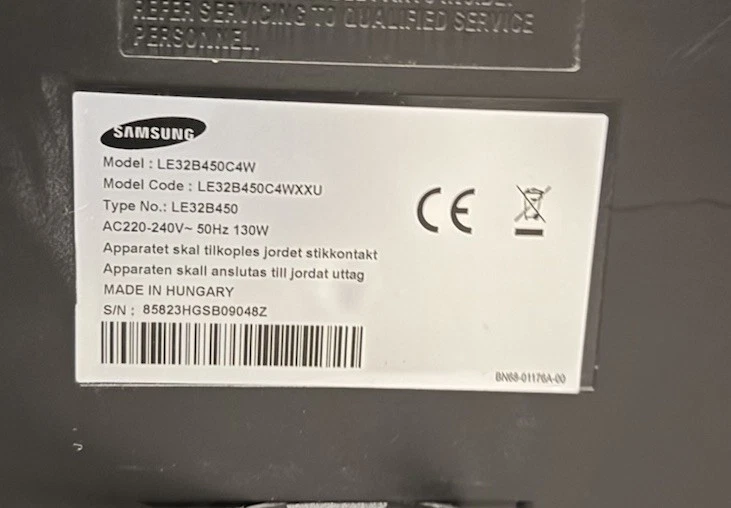 REFER SERVICING TO QUALIFIED SERVICE
PERSONNEL.
SAMSUNG
Model : LE32B450C4W
Model Code : LE32B450C4WXXU
Type No.: LE32B450
AC220-240V~ 50Hz 130W
Apparatet skal tilkoples jordet stikkontakt
Apparaten skall anslutas till jordat uttag
MADE IN HUNGARY
S/N : 85823HGSB09048Z
CE
BN68-01176A-00